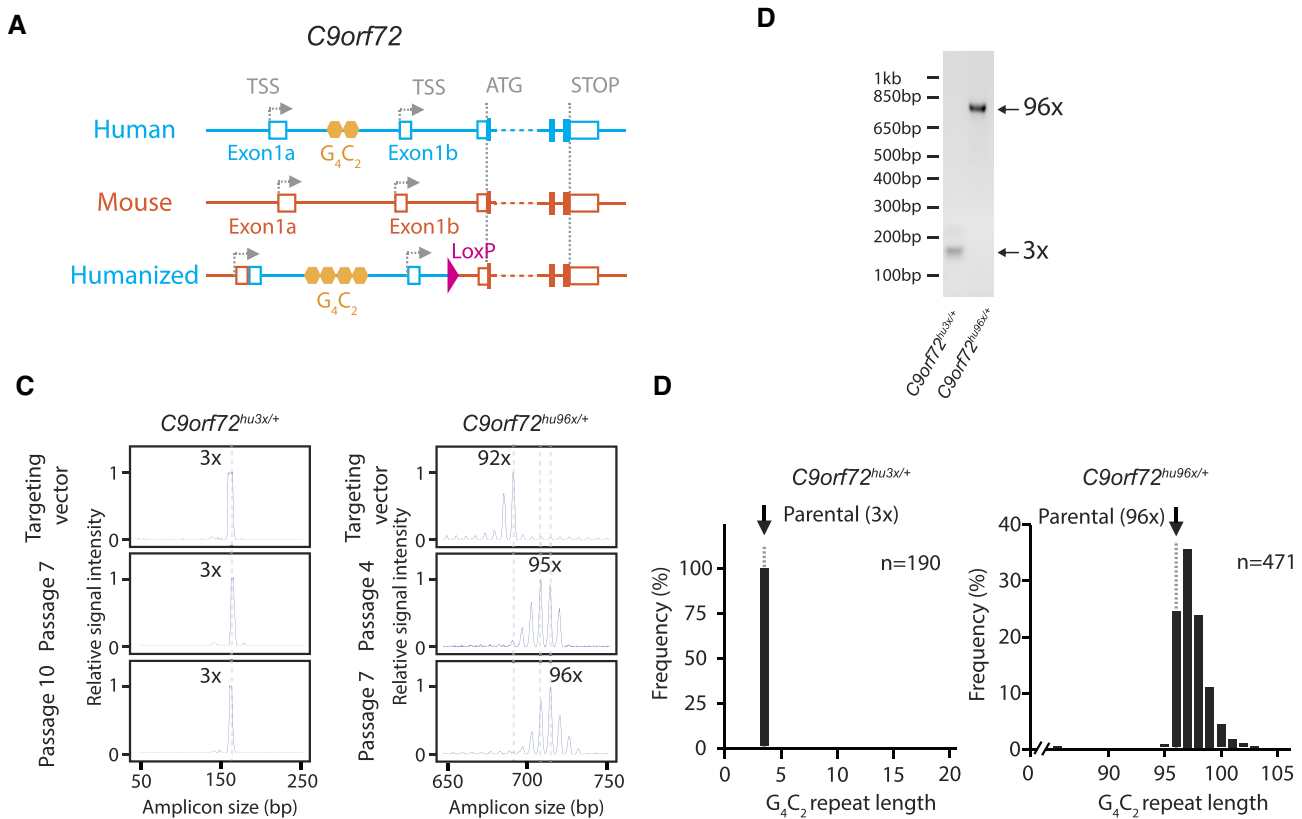 A
C9orf72
TSS
TSS
ATG
STOP
Human
Exon1a
G4C2
Exon1b
Mouse
Exon1a
Exon1b
LoxP
Humanized
G4C2
D
1kb
850bp
650bp
500bp
400bp
300bp
200bp
100bp
96x
3x
C9orf72hu3x/+
C9orf72hu96x/+
C
C9orf72hu3x/+
C9orf72hu96x/+
Targeting
vector
Passage 7
Passage 10
Relative signal intensity
1
0
1
0
1
0
3x
3x
3x
50
150
250
Amplicon size (bp)
Targeting
vector
Passage 4
Passage 7
Relative signal intensity
1
0
1
0
1
0
92x
95x
96x
650
700
750
Amplicon size (bp)
D
C9orf72hu3x/+
Parental (3x)
n=190
Frequency (%)
100
75
50
25
0
0
5
10
15
20
G4C2 repeat length
C9orf72hu96x/+
Parental (96x)
n=471
Frequency (%)
40
30
20
10
0
0
90
95
100
105
G4C2 repeat length